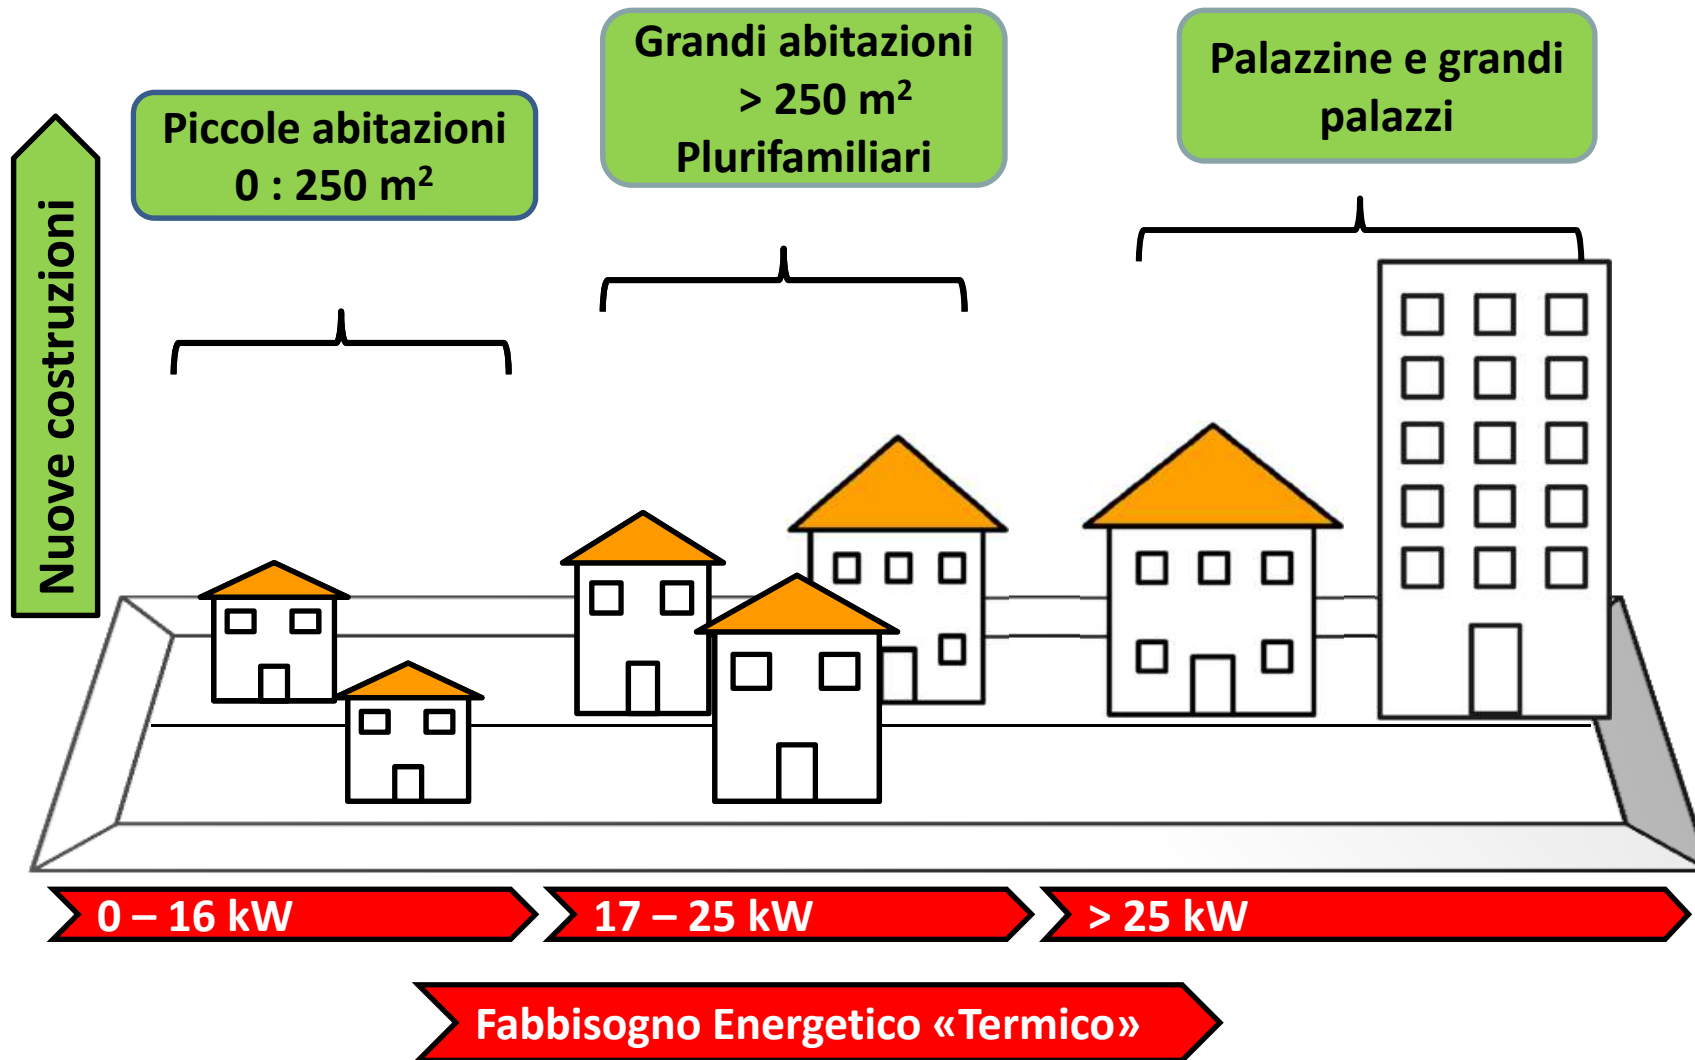 Nuove costruzioni
Piccole abitazioni
0 : 250 m²
Grandi abitazioni
> 250 m²
Plurifamiliari
Palazzine e grandi
palazzi
0 – 16 kW
17 – 25 kW
> 25 kW
Fabbisogno Energetico «Termico»